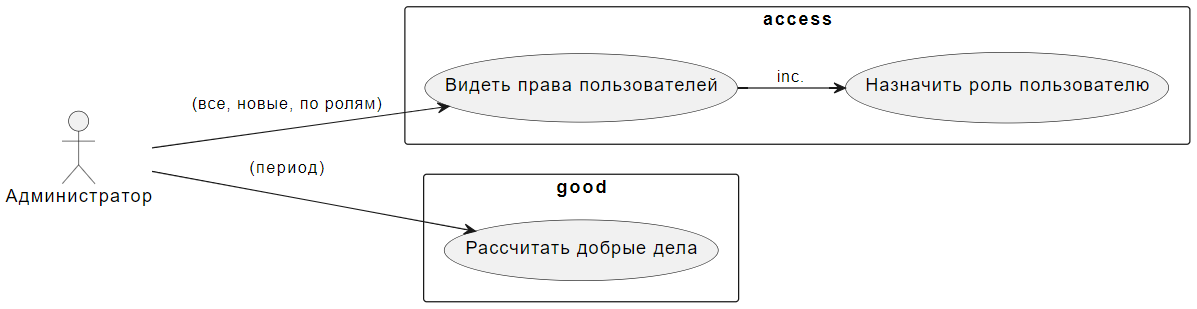 access
Видеть права пользователей
inc.
Назначить роль пользователю
(все, новые, по ролям)
(период)
Администратор
good
Рассчитать добрые дела